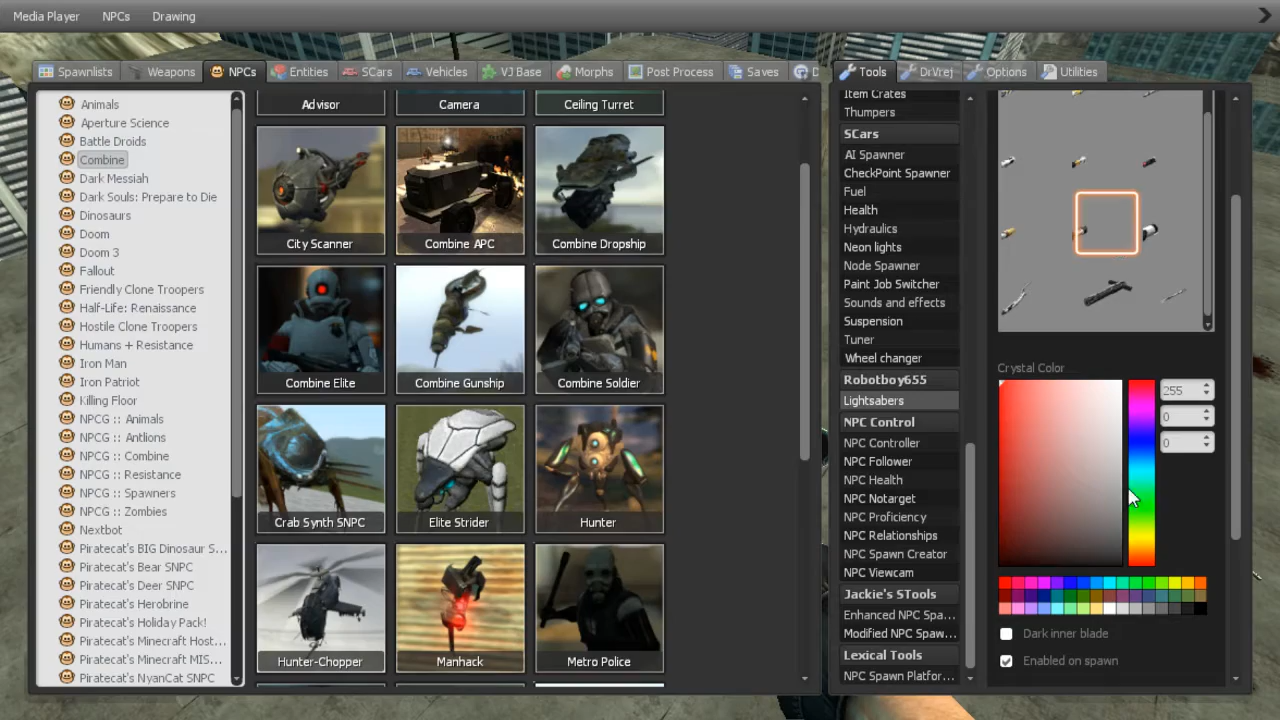 Media Player NPCs Drawing
Spawnlists Weapons NPCs Entities SCars Vehicles VJ Base Morphs Post Process Saves D
Tools DrVrej Options Utilities
Animals
Aperture Science
Battle Droids
Combine
Dark Messiah
Dark Souls: Prepare to Die
Dinosaurs
Doom
Doom 3
Fallout
Friendly Clone Troopers
Half-Life: Renaissance
Hostile Clone Troopers
Humans + Resistance
Iron Man
Iron Patriot
Killing Floor
NPCG :: Animals
NPCG :: Antlions
NPCG :: Combine
NPCG :: Resistance
NPCG :: Spawners
NPCG :: Zombies
Nextbot
Piratecat's BIG Dinosaur S...
Piratecat's Bear SNPC
Piratecat's Deer SNPC
Piratecat's Herobrine
Piratecat's Holiday Pack!
Piratecat's Minecraft Host...
Piratecat's Minecraft MIS...
Piratecat's NyanCat SNPC
Advisor Camera Ceiling Turret
City Scanner Combine APC Combine Dropship
Combine Elite Combine Gunship Combine Soldier
Crab Synth SNPC Elite Strider Hunter
Hunter-Chopper Manhack Metro Police
Item Crates
Thumpers
SCars
AI Spawner
CheckPoint Spawner
Fuel
Health
Hydraulics
Neon lights
Node Spawner
Paint Job Switcher
Sounds and effects
Suspension
Tuner
Wheel changer
Robotboy655
Lightsabers
NPC Control
NPC Controller
NPC Follower
NPC Health
NPC Notarget
NPC Proficiency
NPC Relationships
NPC Spawn Creator
NPC Viewcam
Jackie's STools
Enhanced NPC Spa...
Modified NPC Spaw...
Lexical Tools
NPC Spawn Platfor...
Crystal Color
255
0
0
Dark inner blade
Enabled on spawn